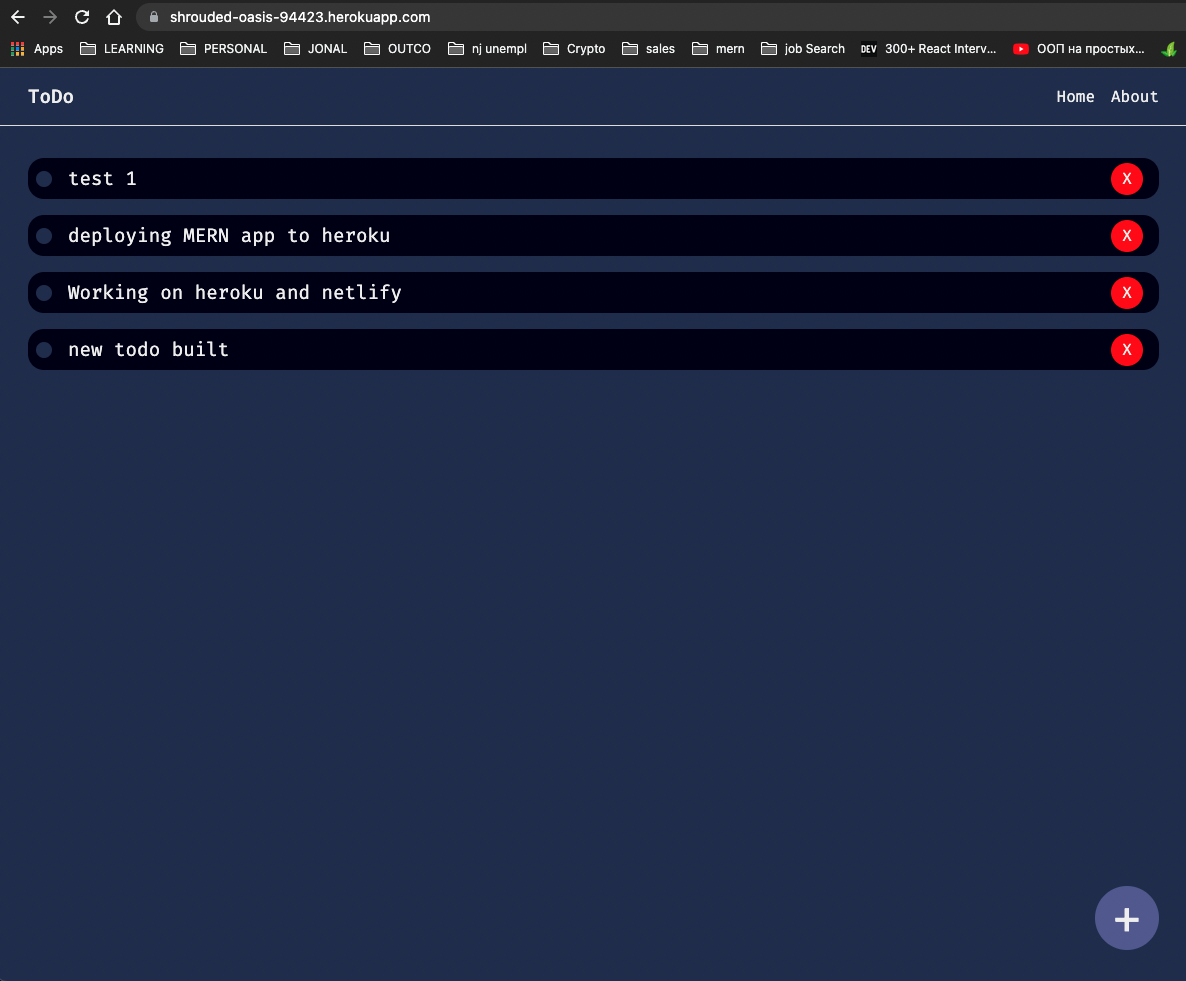 shrouded-oasis-94423.herokuapp.com
Apps LEARNING PERSONAL JONAL OUTCO nj unempl Crypto sales mern job Search DEV 300+ React Interv... ООП на простых...
ToDo Home About
test 1 X
deploying MERN app to heroku X
Working on heroku and netlify X
new todo built X
+